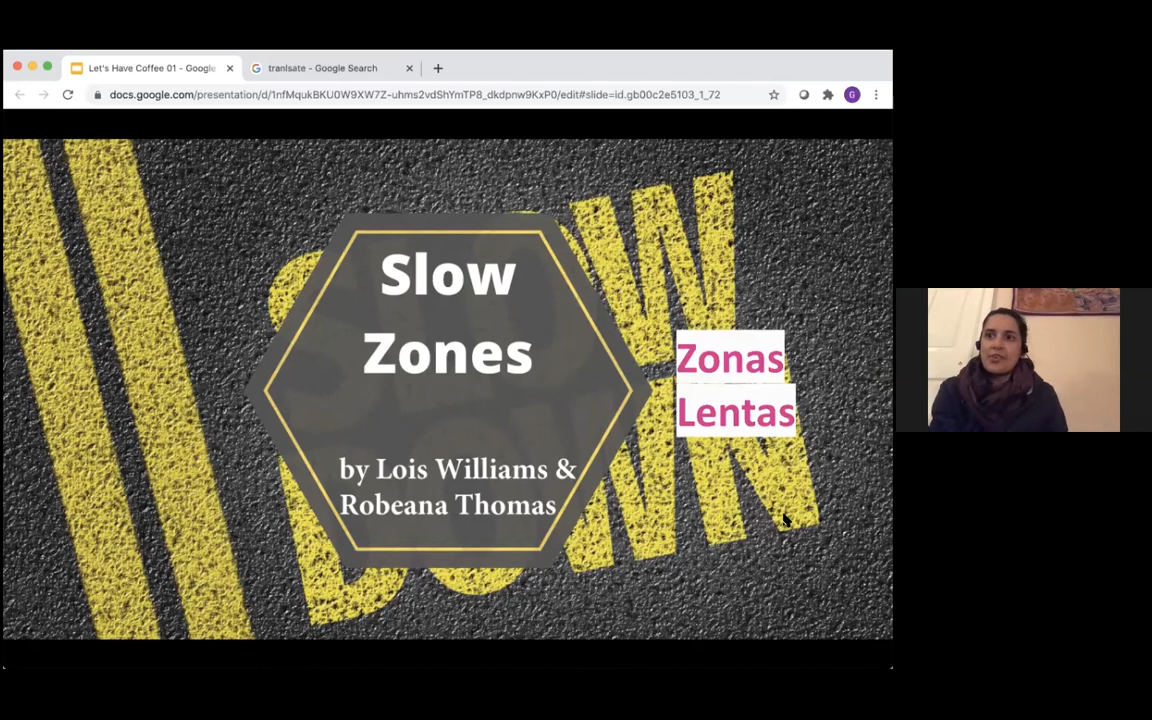 Let's Have Coffee 01 - Google
tranlsate - Google Search
docs.google.com/presentation/d/1nfMqukBKU0W9XW7Z-uhms2vdShYmTP8_dkdpnw9KxP0/edit#slide=id.gb00c2e5103_1_72
G
Slow
Zones
by Lois Williams &
Robeana Thomas
Zonas
Lentas